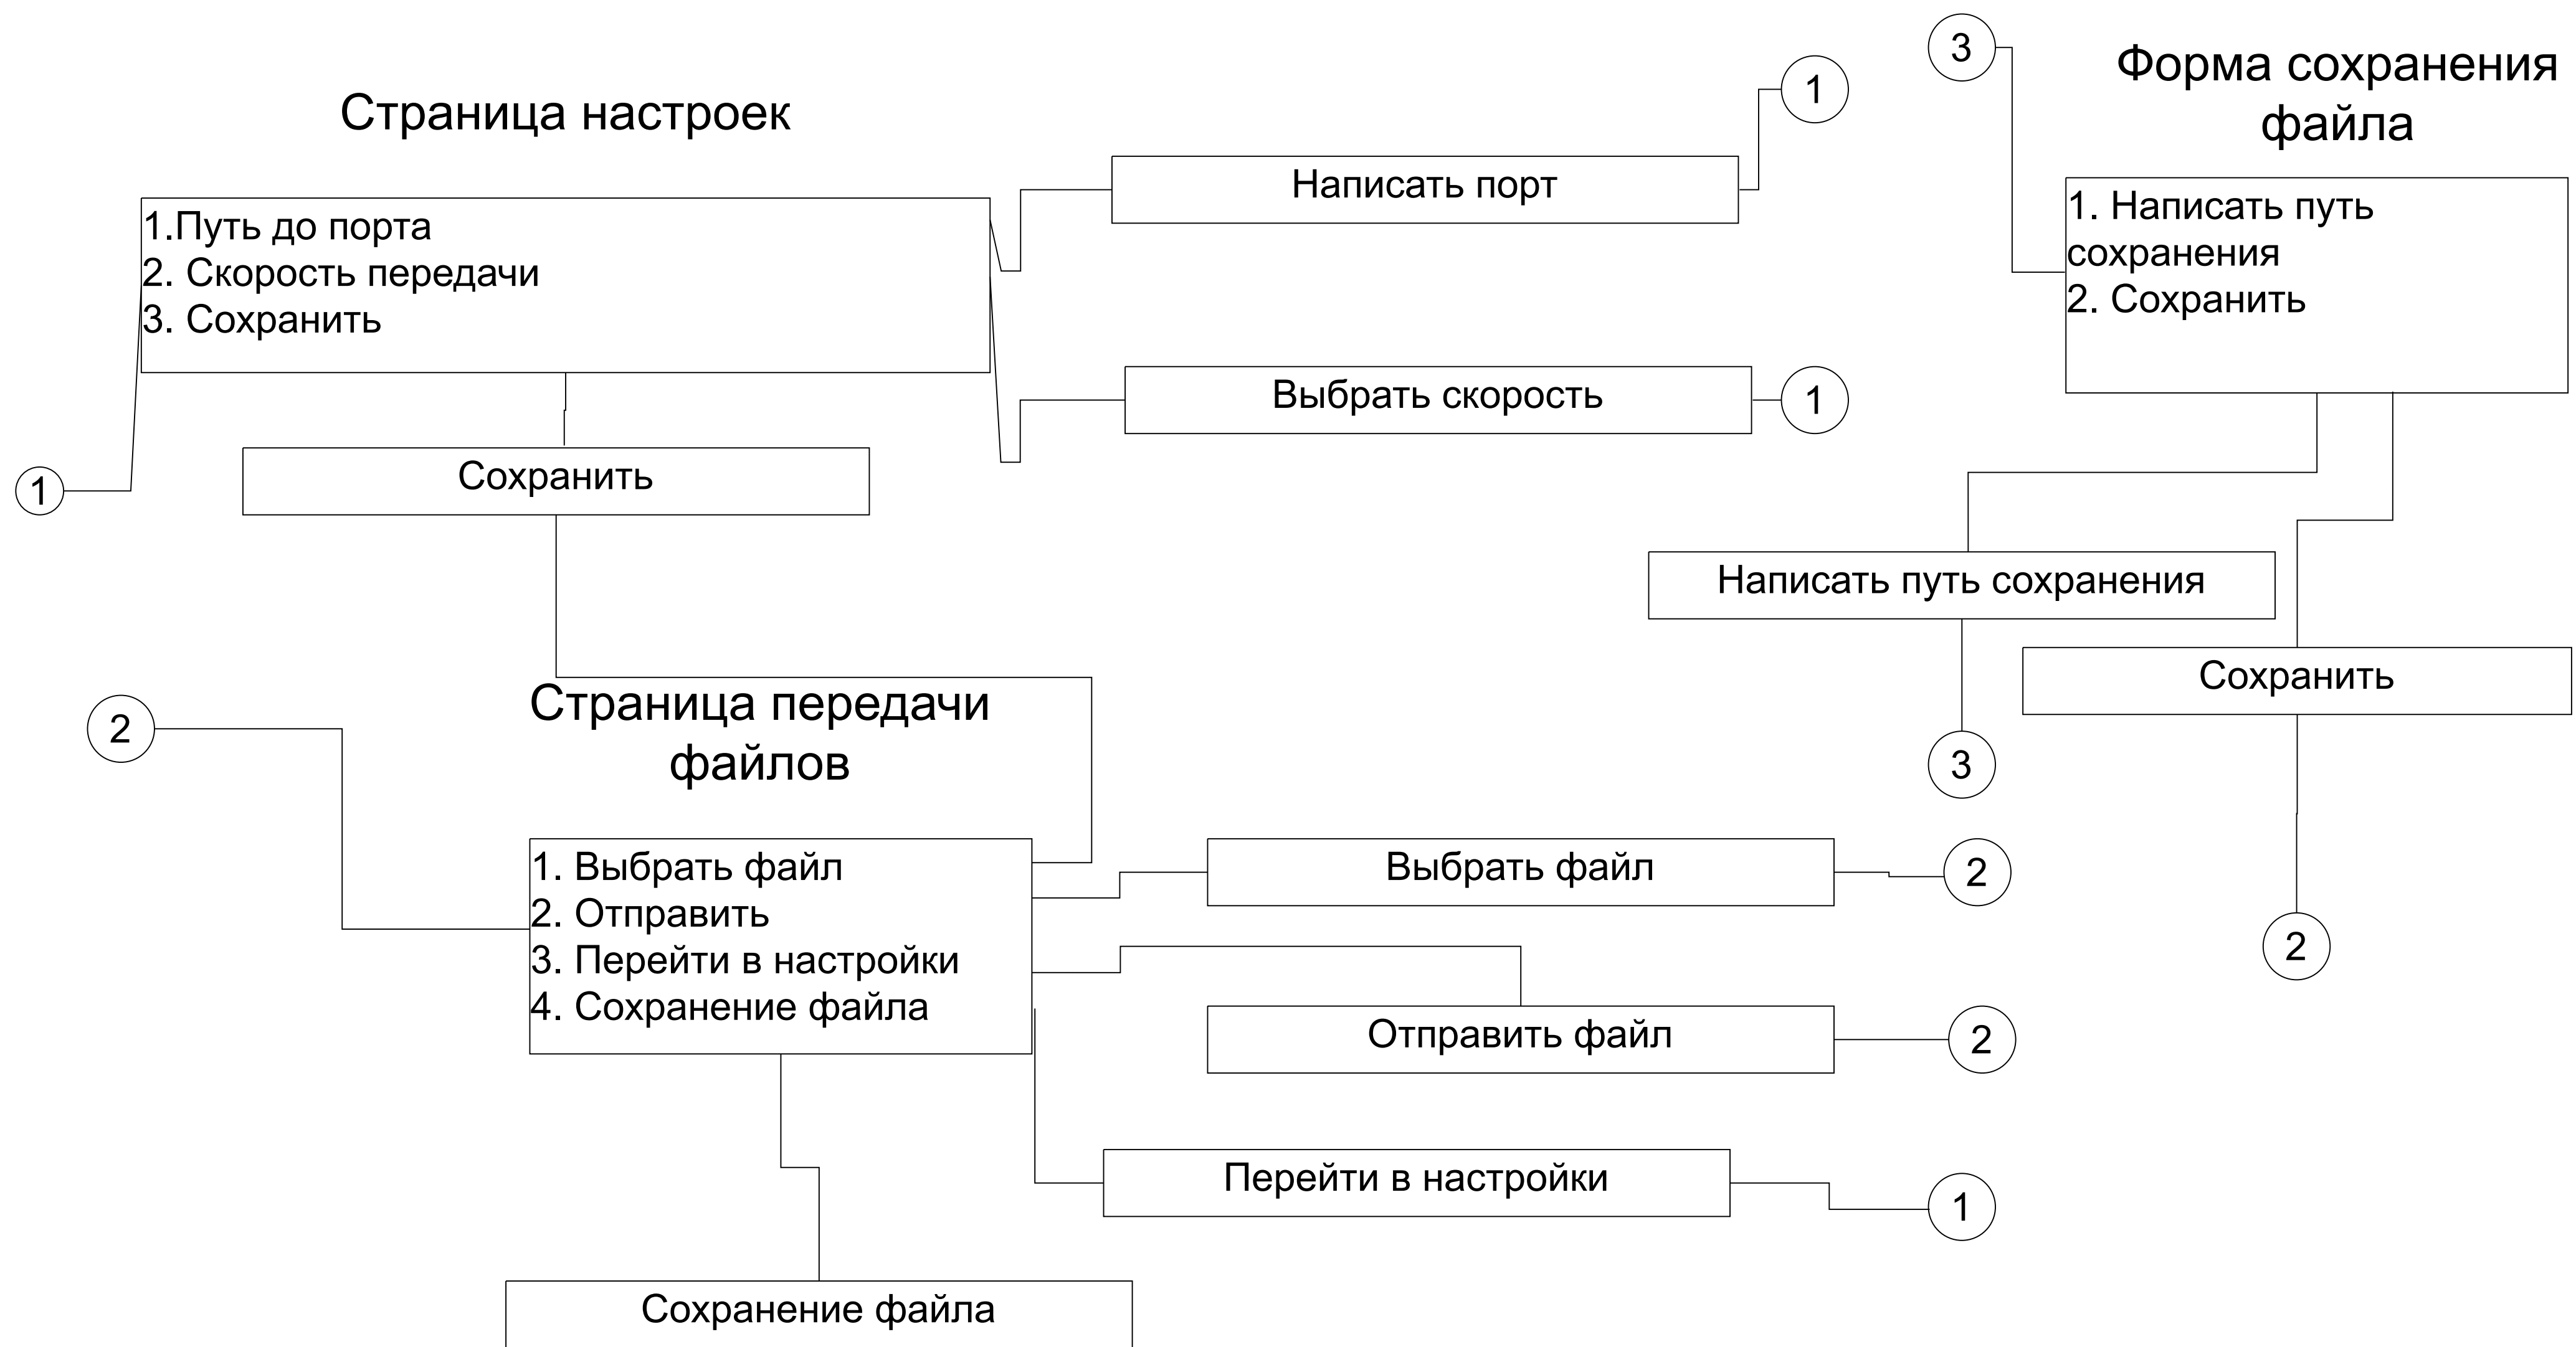 Страница настроек
1.Путь до порта
2. Скорость передачи
3. Сохранить
Написать порт
1
Выбрать скорость
1
1
Сохранить
3
Форма сохранения
файла
1. Написать путь
сохранения
2. Сохранить
Написать путь сохранения
3
Сохранить
2
2
Страница передачи
файлов
1. Выбрать файл
2. Отправить
3. Перейти в настройки
4. Сохранение файла
Выбрать файл
2
Отправить файл
2
Перейти в настройки
1
Сохранение файла